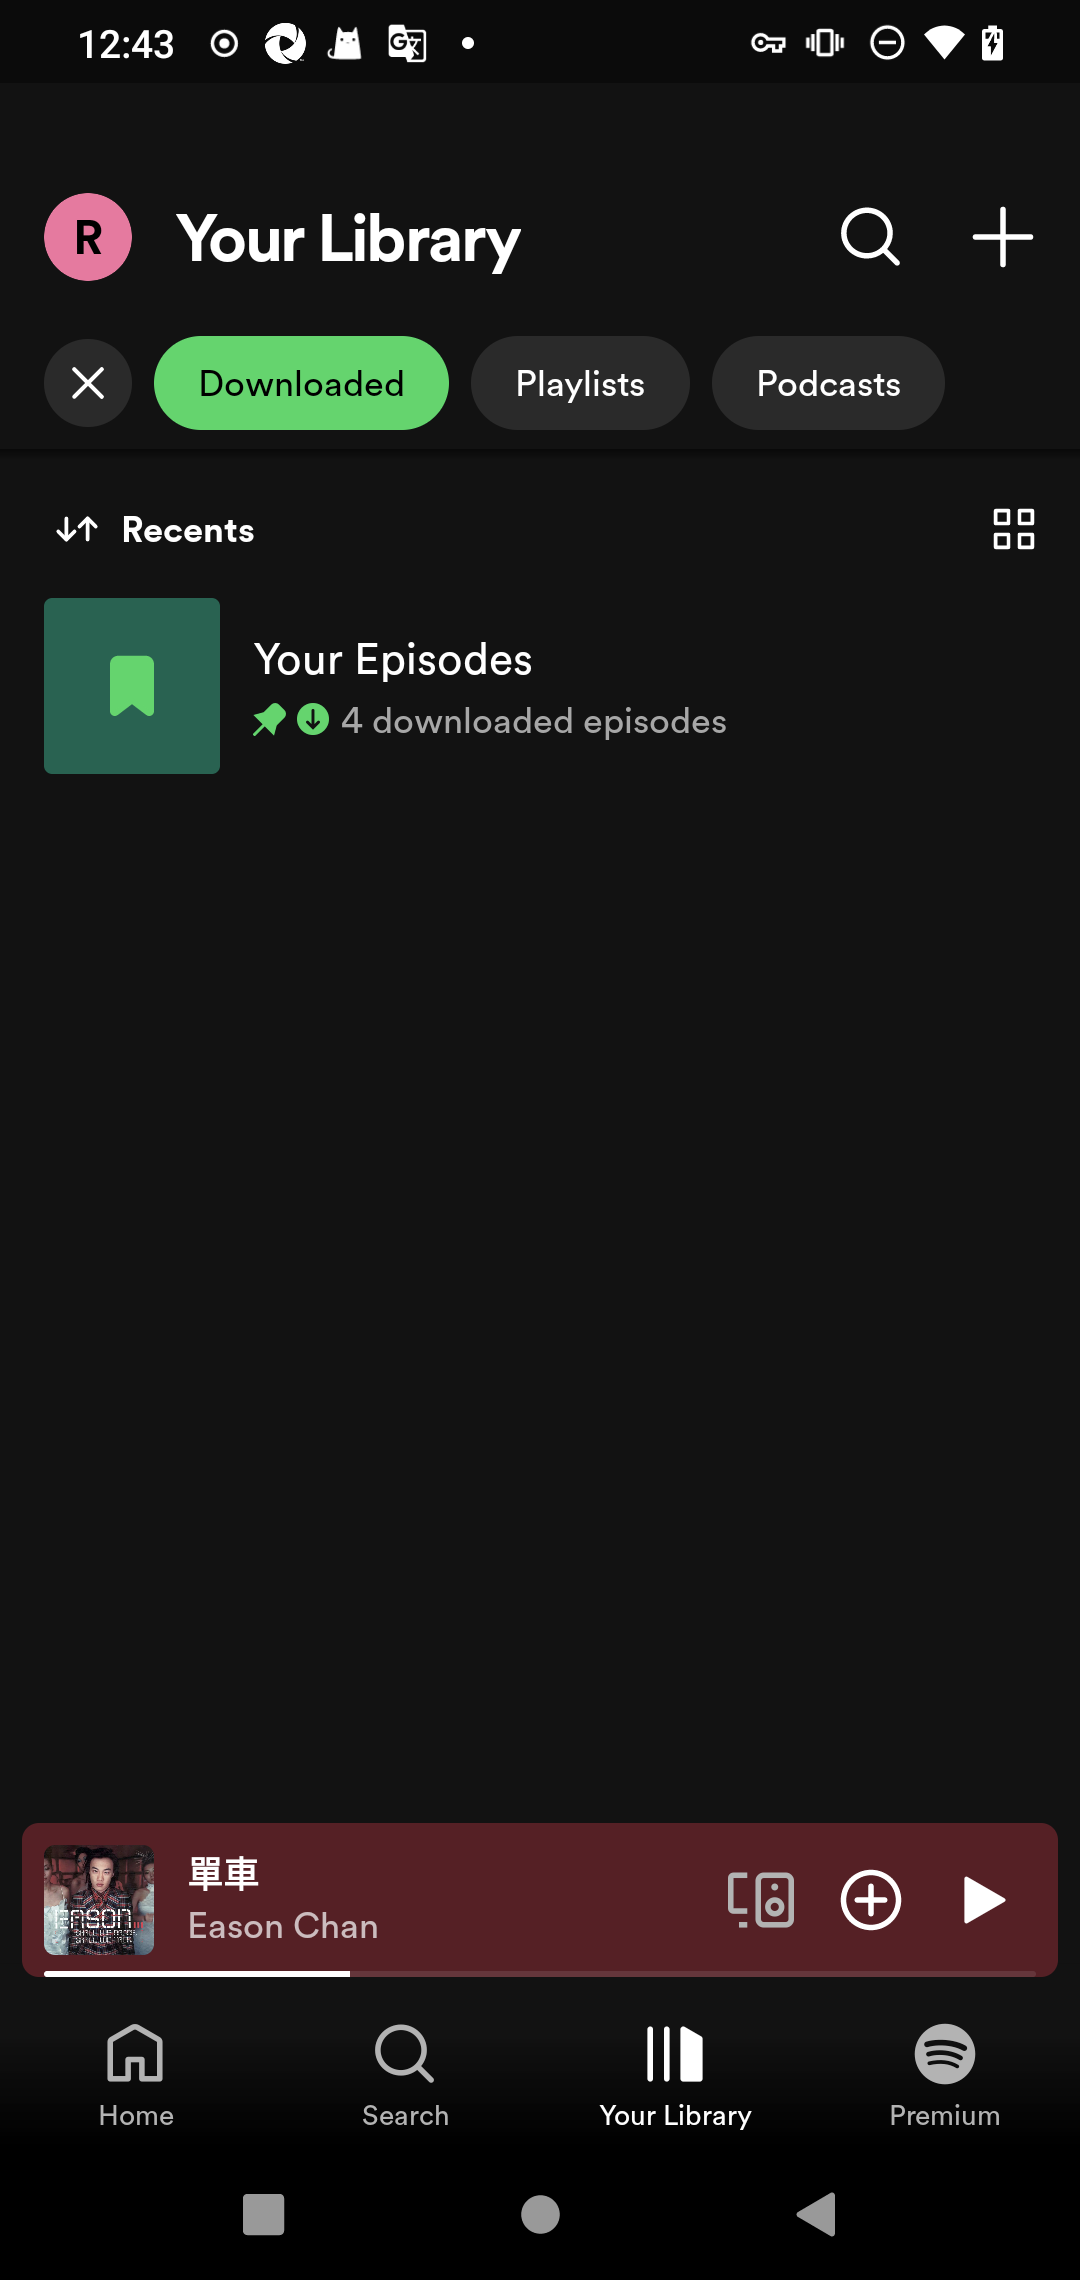 12:43
R
Your Library
Downloaded
Playlists
Podcasts
Recents
Your Episodes
4 downloaded episodes
單車
Eason Chan
Home
Search
Your Library
Premium